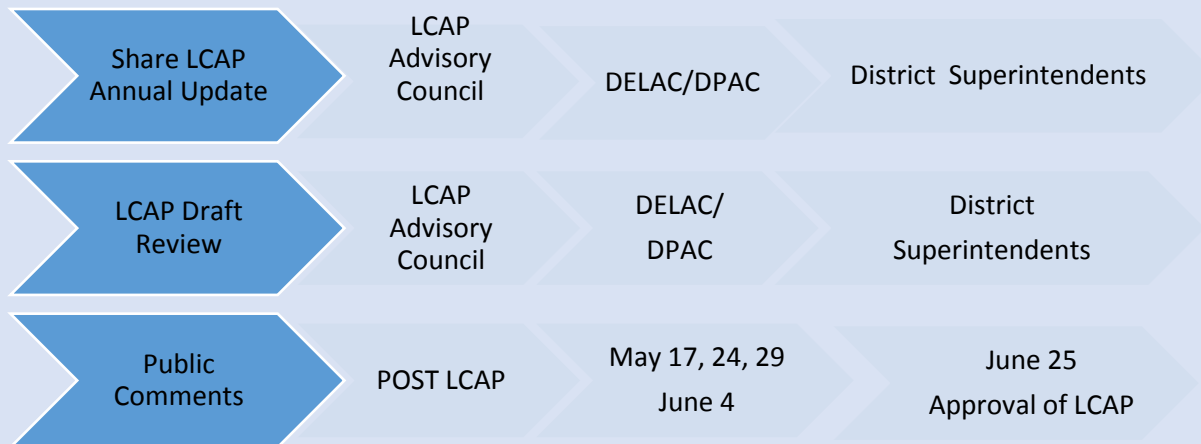 Share LCAP
Annual Update
LCAP
Advisory
Council
DELAC/DPAC
District Superintendents
LCAP Draft
Review
LCAP
Advisory
Council
DELAC/
DPAC
District
Superintendents
Public
Comments
POST LCAP
May 17, 24, 29
June 4
June 25
Approval of LCAP